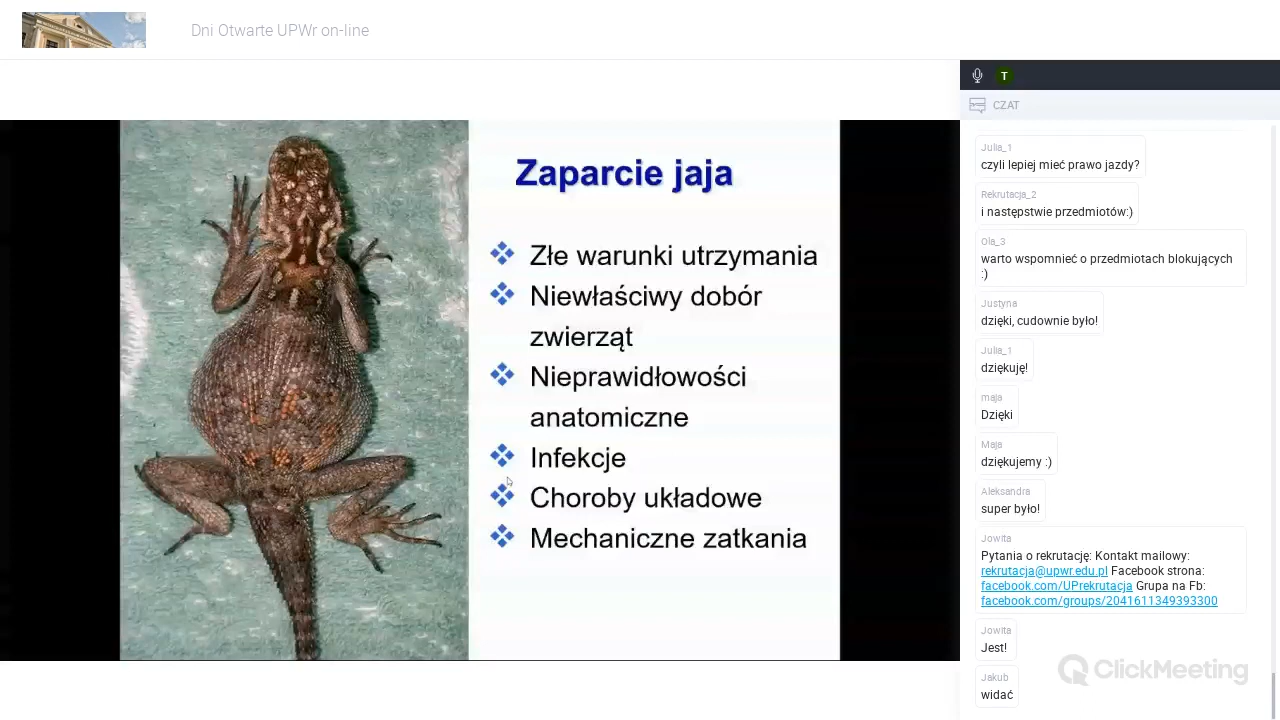 Dni Otwarte UPWr on-line
T
CZAT
Zaparcie jaja
Złe warunki utrzymania
Niewłaściwy dobór
zwierząt
Nieprawidłowości
anatomiczne
Infekcje
Choroby układowe
Mechaniczne zatkania
Julia_1
czyli lepiej mieć prawo jazdy?
Rekrutacja_2
i następstwie przedmiotów:)
Ola_3
warto wspomnieć o przedmiotach blokujących
:)
Justyna
dzięki, cudownie było!
Julia_1
dziękuję!
maja
Dzięki
Maja
dziękujemy :)
Aleksandra
super było!
Jowita
Pytania o rekrutację: Kontakt mailowy:
rekrutacja@upwr.edu.pl Facebook strona:
facebook.com/UPrekrutacja Grupa na Fb:
facebook.com/groups/2041611349393300
Jowita
Jest!
Jakub
widać
ClickMeeting